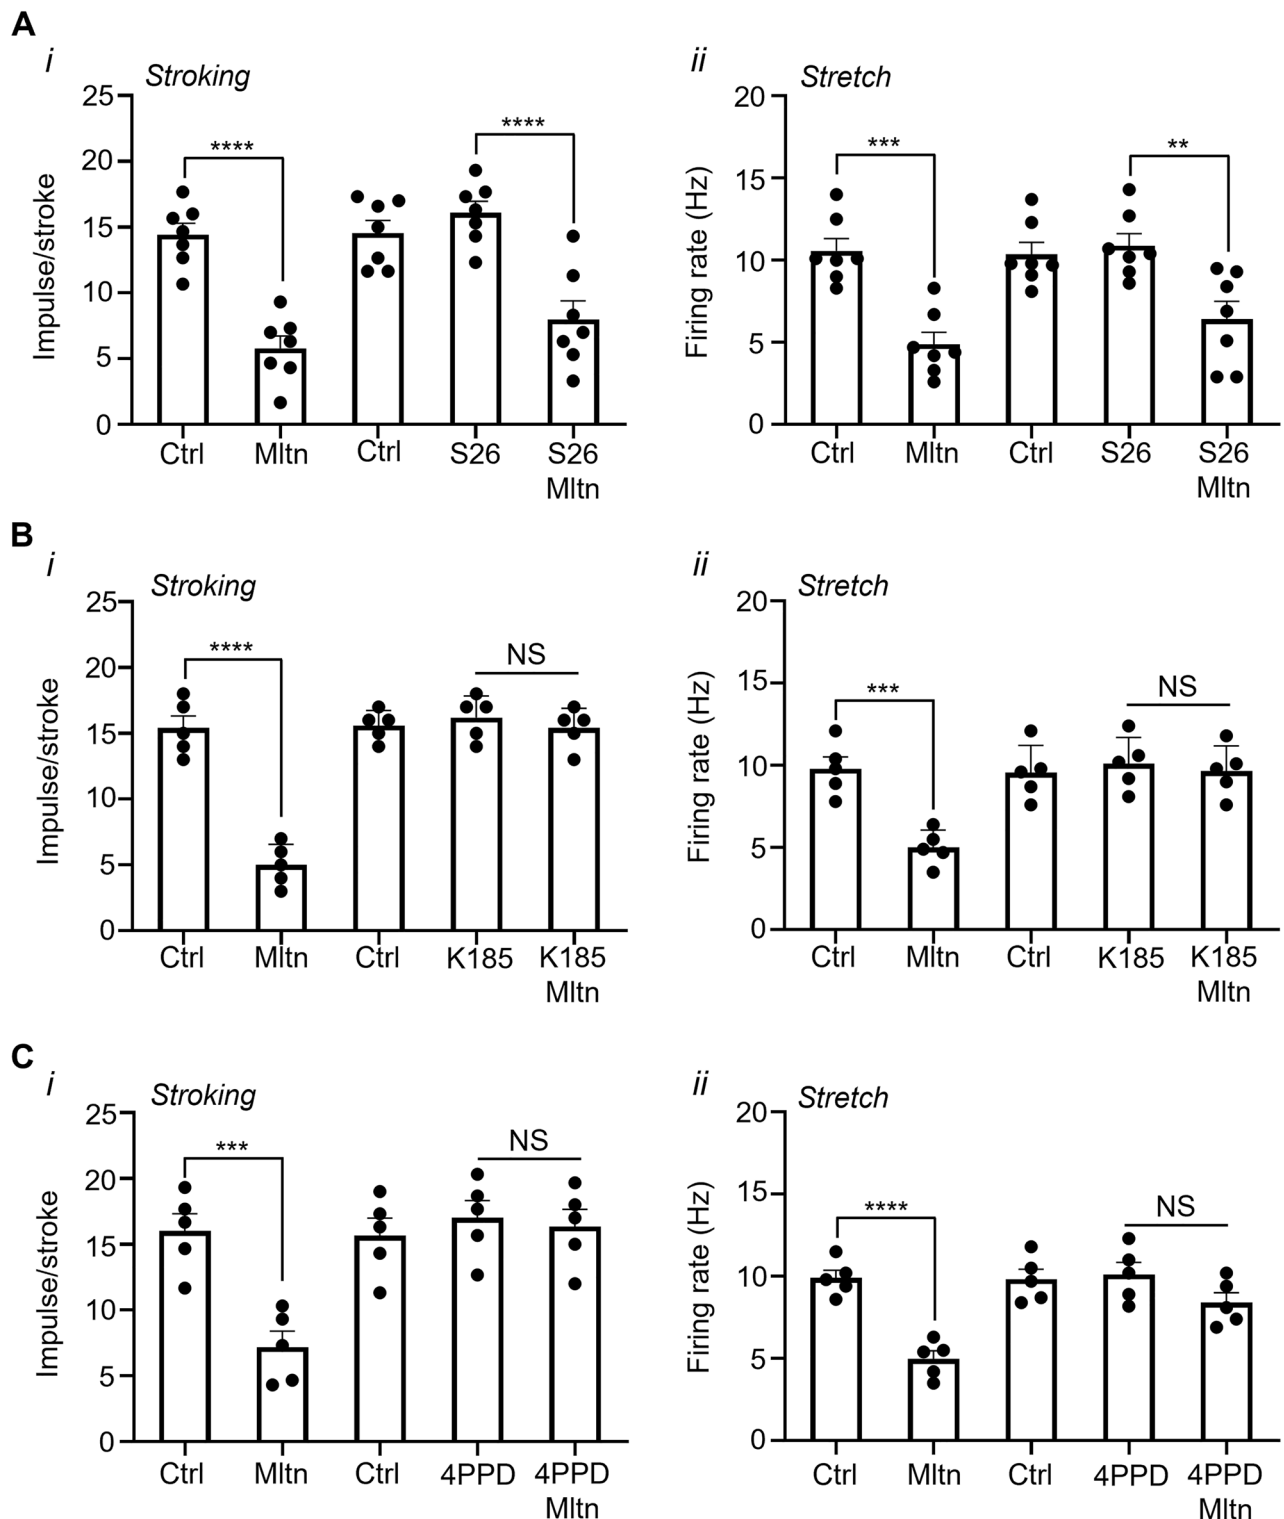 A
i
Stroking
25
20
15
10
5
0
Impulse/stroke
****
****
Ctrl
Mltn
Ctrl
S26
S26
Mltn
ii
Stretch
20
15
10
5
0
Firing rate (Hz)
***
**
Ctrl
Mltn
Ctrl
S26
S26
Mltn
B
i
Stroking
25
20
15
10
5
0
Impulse/stroke
****
NS
Ctrl
Mltn
Ctrl
K185
K185
Mltn
ii
Stretch
20
15
10
5
0
Firing rate (Hz)
***
NS
Ctrl
Mltn
Ctrl
K185
K185
Mltn
C
i
Stroking
25
20
15
10
5
0
Impulse/stroke
***
NS
Ctrl
Mltn
Ctrl
4PPD
4PPD
Mltn
ii
Stretch
20
15
10
5
0
Firing rate (Hz)
****
NS
Ctrl
Mltn
Ctrl
4PPD
4PPD
Mltn